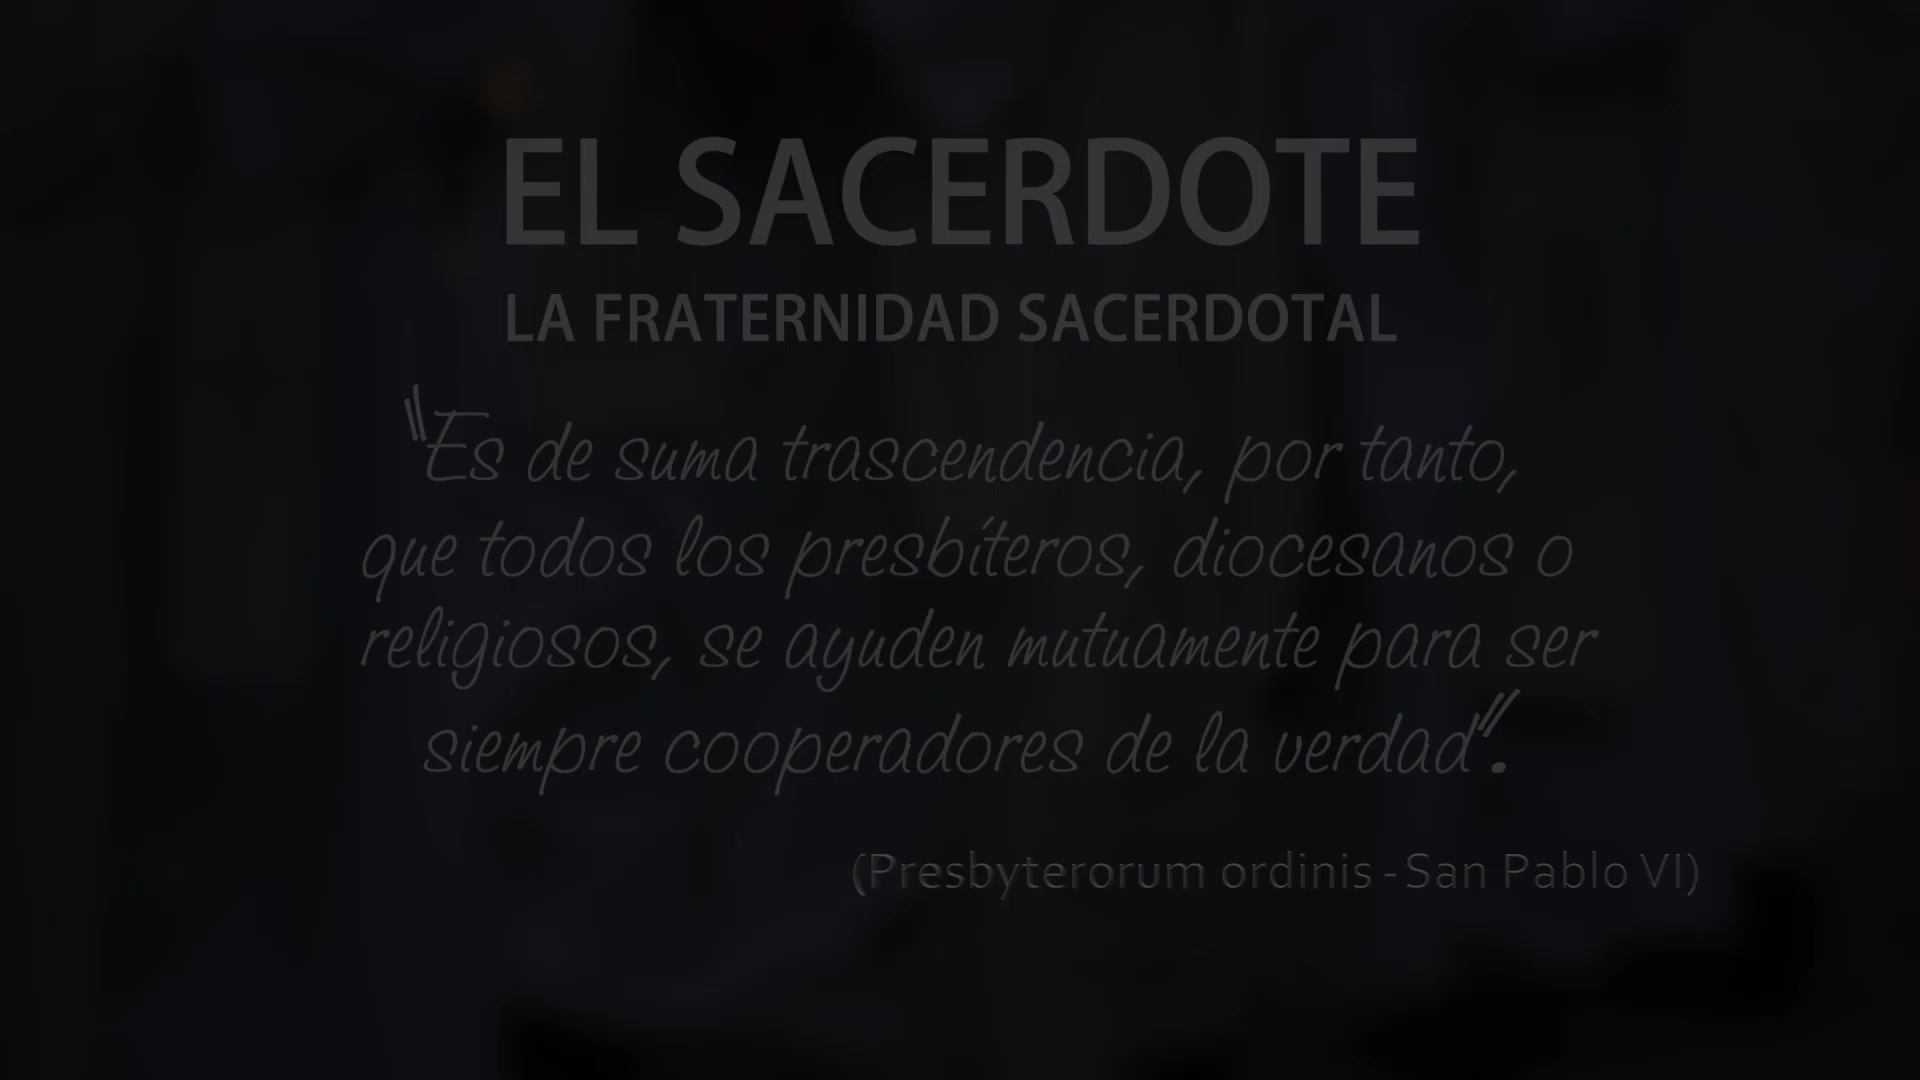 EL SACERDOTE
LA FRATERNIDAD SACERDOTAL
"Es de suma trascendencia, por tanto,
que todos los presbíteros, diocesanos o
religiosos, se ayuden mutuamente para ser
siempre cooperadores de la verdad".
(Presbyterorum ordinis - San Pablo VI)